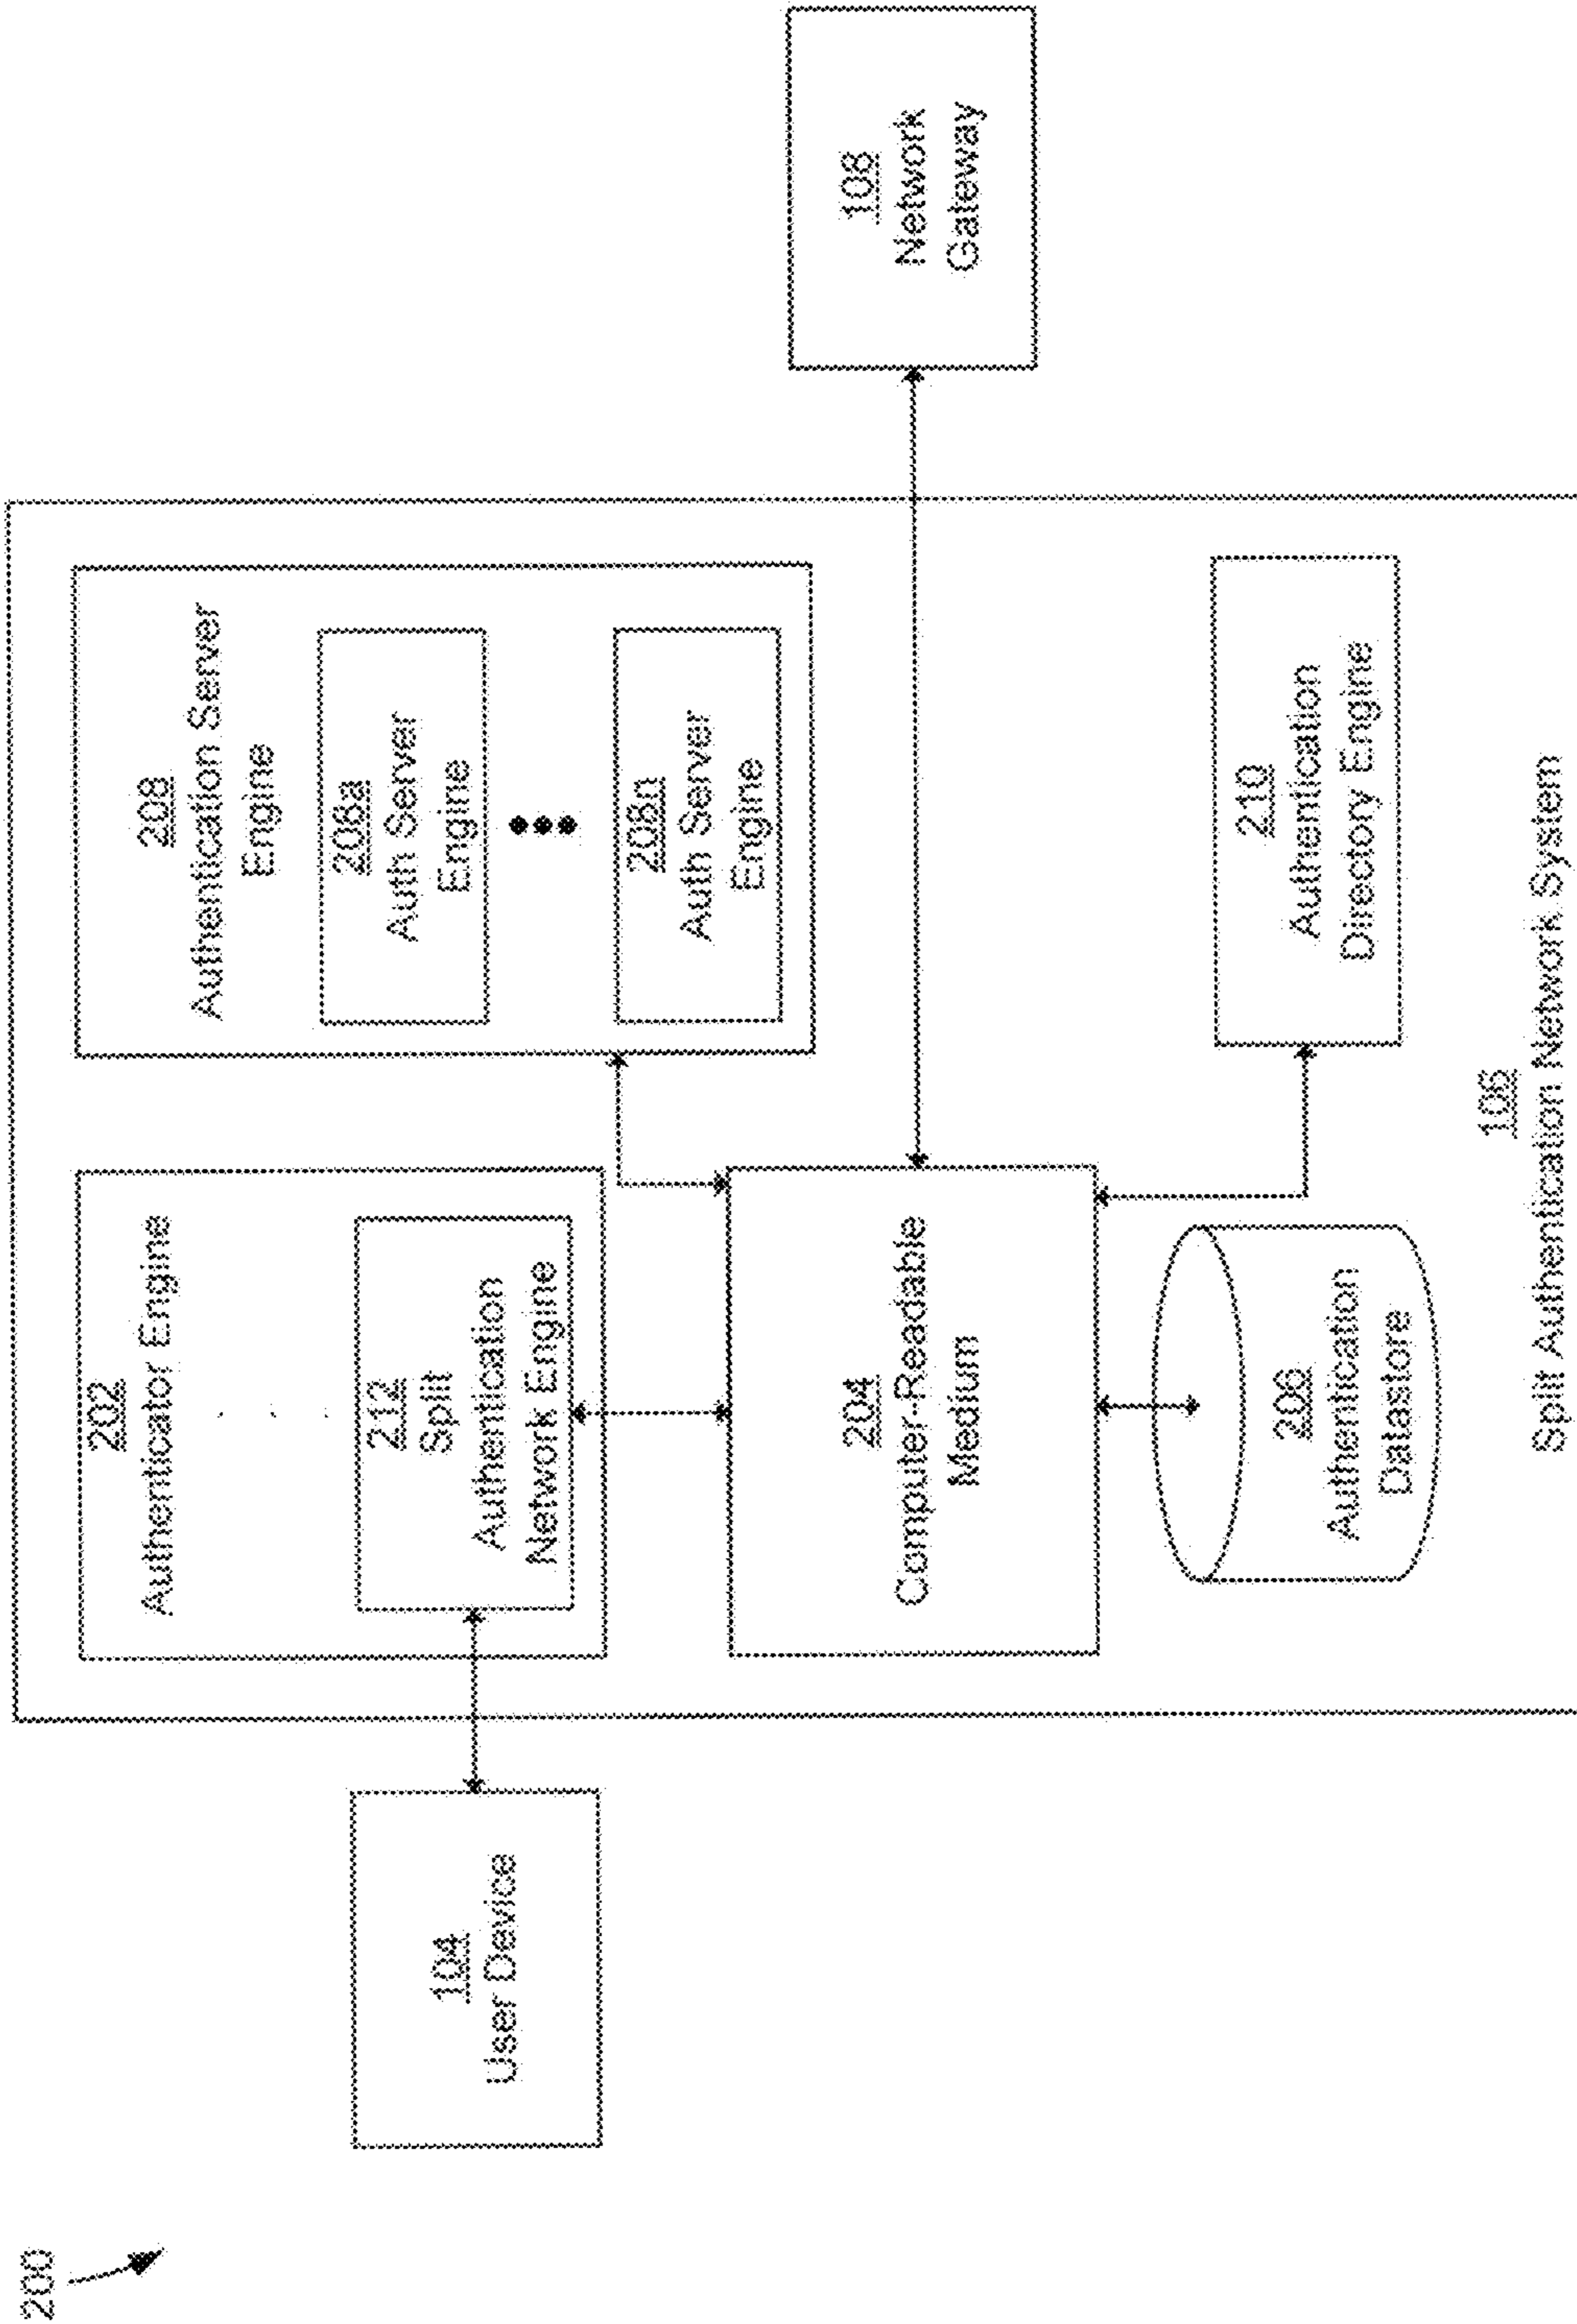 200
104
User Device
202
Authenticator Engine
212
Split
Authentication
Network Engine
208
Authentication Server
Engine
208a
Auth Server
Engine
208n
Auth Server
Engine
204
Computer-Readable
Medium
206
Authentication
Datastore
210
Authentication
Directory Engine
106
Split Authentication Network System
108
Network
Gateway